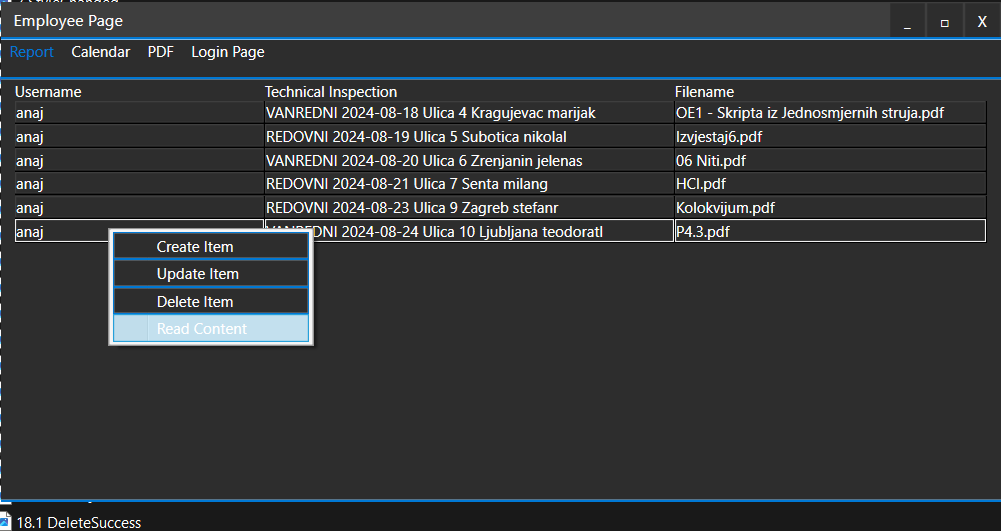 Employee Page
_ □ X
Report Calendar PDF Login Page
Username Technical Inspection Filename
anaj VANREDNI 2024-08-18 Ulica 4 Kragujevac marijak OE1 - Skripta iz Jednosmjernih struja.pdf
anaj REDOVNI 2024-08-19 Ulica 5 Subotica nikolal Izvjestaj6.pdf
anaj VANREDNI 2024-08-20 Ulica 6 Zrenjanin jelenas 06 Niti.pdf
anaj REDOVNI 2024-08-21 Ulica 7 Senta milang HCI.pdf
anaj REDOVNI 2024-08-23 Ulica 9 Zagreb stefanr Kolokvijum.pdf
anaj VANREDNI 2024-08-24 Ulica 10 Ljubljana teodoratl P4.3.pdf
Create Item
Update Item
Delete Item
Read Content
18.1 DeleteSuccess